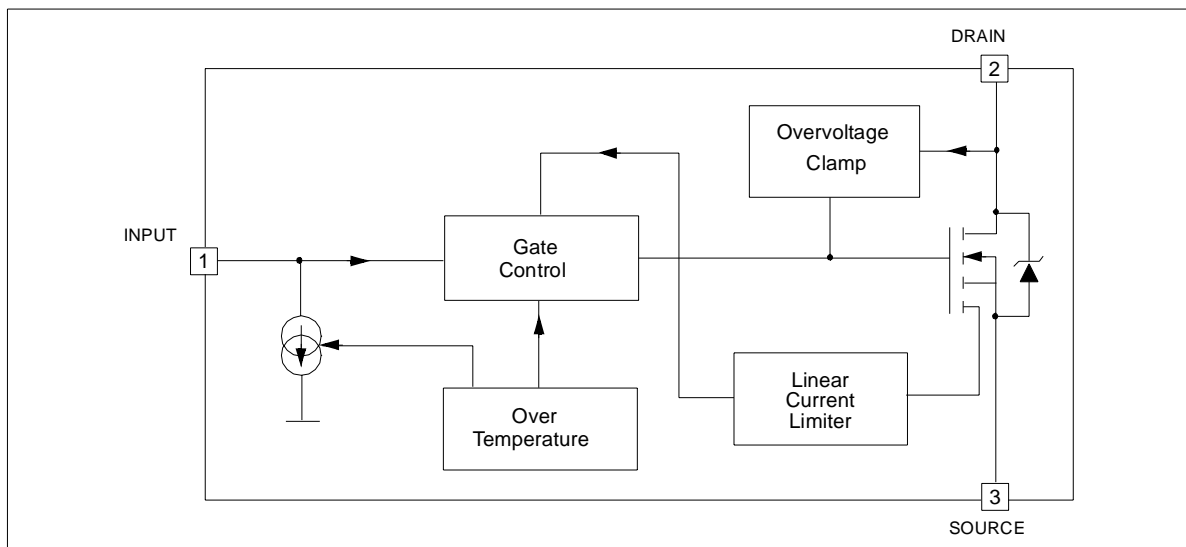 DRAIN
2
Overvoltage
Clamp
INPUT
1
Gate
Control
Linear
Current
Limiter
Over
Temperature
3
SOURCE